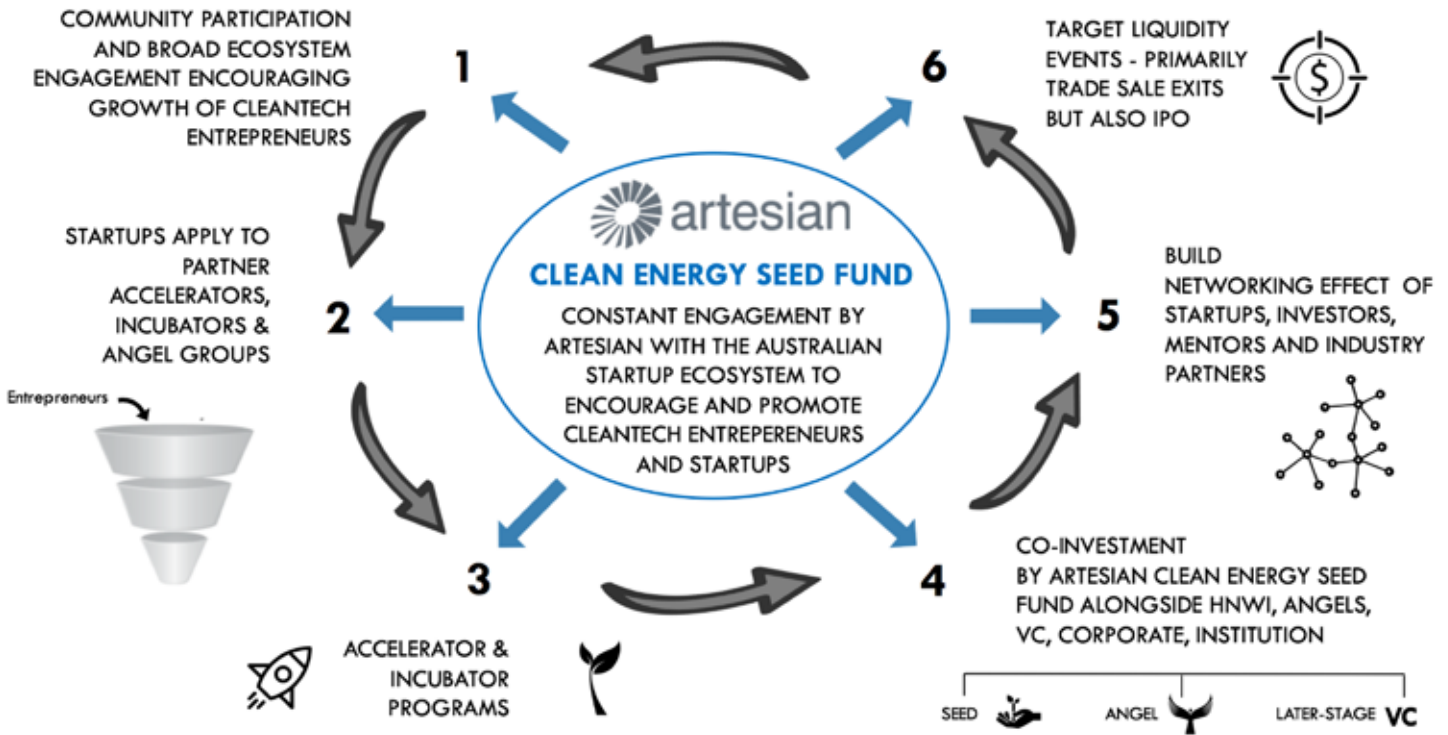 COMMUNITY PARTICIPATION
AND BROAD ECOSYSTEM
ENGAGEMENT ENCOURAGING
GROWTH OF CLEANTECH
ENTREPRENEURS
1
6
TARGET LIQUIDITY
EVENTS - PRIMARILY
TRADE SALE EXITS
BUT ALSO IPO
$
artesian
CLEAN ENERGY SEED FUND
CONSTANT ENGAGEMENT BY
ARTESIAN WITH THE AUSTRALIAN
STARTUP ECOSYSTEM TO
ENCOURAGE AND PROMOTE
CLEANTECH ENTREPERENEURS
AND STARTUPS
STARTUPS APPLY TO
PARTNER
ACCELERATORS,
INCUBATORS &
ANGEL GROUPS
2
Entrepreneurs
5
BUILD
NETWORKING EFFECT OF
STARTUPS, INVESTORS,
MENTORS AND INDUSTRY
PARTNERS
3
ACCELERATOR &
INCUBATOR
PROGRAMS
4
CO-INVESTMENT
BY ARTESIAN CLEAN ENERGY SEED
FUND ALONGSIDE HNWI, ANGELS,
VC, CORPORATE, INSTITUTION
SEED
ANGEL
LATER-STAGE VC